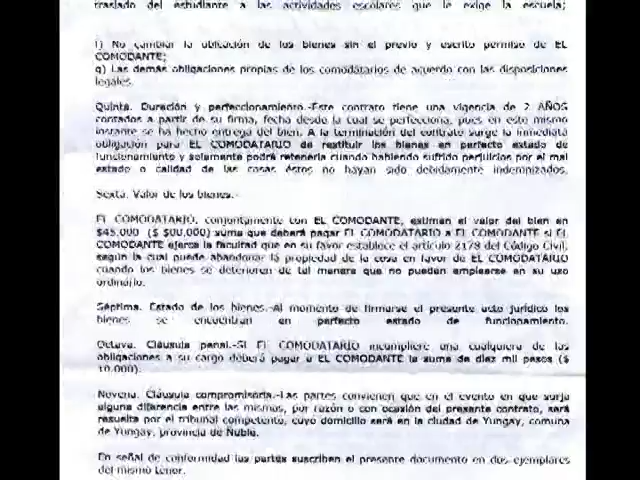 traslado del estudiante a las actividades escolares que le exige la escuela;
f) No cambiar la ubicación de los bienes sin el previo y escrito permiso de EL
COMODANTE;
g) Las demás obligaciones propias de los comodatarios de acuerdo con las disposiciones
legales.
Quinta. Duración y perfeccionamiento.-Este contrato tiene una vigencia de 2 AÑOS
contados a partir de su firma, fecha desde la cual se perfecciona, pues en este mismo
instante se ha hecho entrega del bien. A la terminación del contrato surge la inmediata
obligación para EL COMODATARIO de restituir los bienes en perfecto estado de
funcionamiento y solamente podrá retenerla cuando habiendo sufrido perjuicios por el mal
estado o calidad de las cosas éstos no hayan sido debidamente indemnizados.
Sexta. Valor de los bienes.-
EL COMODATARIO, conjuntamente con EL COMODANTE, estiman el valor del bien en
$45.000 ($ $00,000) suma que deberá pagar EL COMODATARIO a EL COMODANTE si EL
COMODANTE ejerce la facultad que en su favor establece el artículo 2178 del Código Civil,
según la cual puede abandonar la propiedad de la cosa en favor de EL COMODATARIO
cuando los bienes se deterioren de tal manera que no puedan emplearse en su uso
ordinario.
Séptima. Estado de los bienes.-Al momento de firmarse el presente acto jurídico los
bienes se encuentran en perfecto estado de funcionamiento.
Octava. Cláusula penal.-SI EL COMODATARIO incumpliere una cualquiera de las
obligaciones a su cargo deberá pagar a EL COMODANTE la suma de diez mil pesos ($
10.000).
Novena. Cláusula compromisoria.-Las partes convienen que en el evento en que surja
alguna diferencia entre las mismas, por razón o con ocasión del presente contrato, será
resuelta por el tribunal competente, cuyo domicilio será en la ciudad de Yungay, comuna
de Yungay, provincia de Ñuble.
En señal de conformidad las partes suscriben el presente documento en dos ejemplares
del mismo tenor.